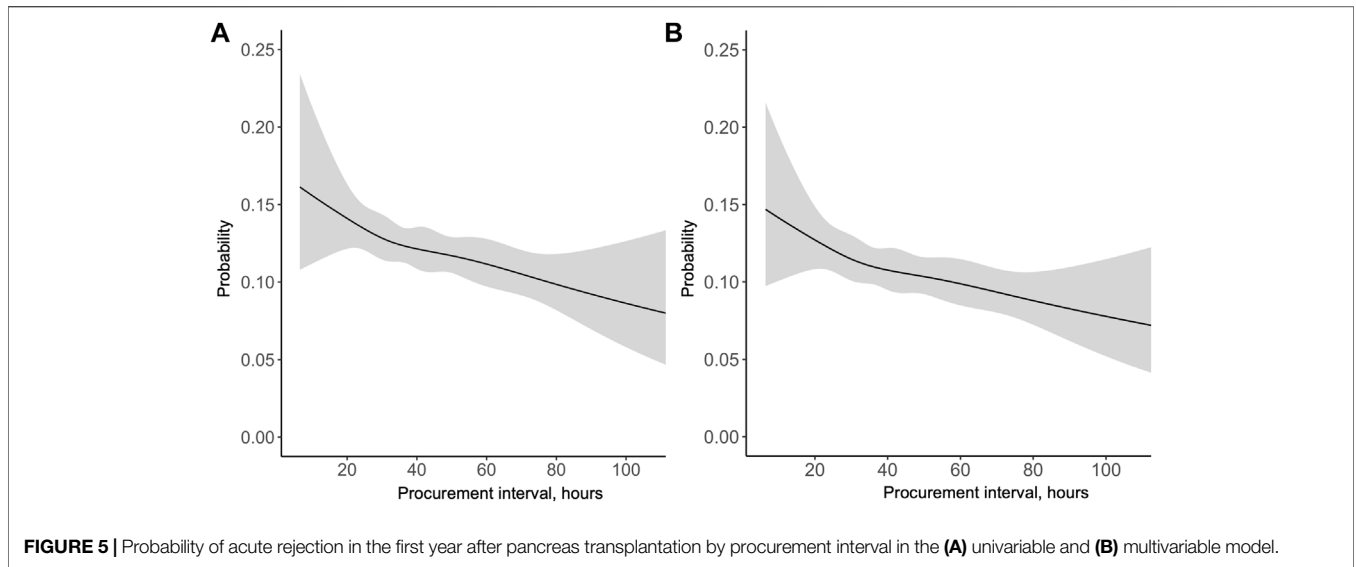 A
B
0.25
0.20
0.15
0.10
0.05
0.00
Probability
20 40 60 80 100
Procurement interval, hours
0.25
0.20
0.15
0.10
0.05
0.00
Probability
20 40 60 80 100
Procurement interval, hours
FIGURE 5 | Probability of acute rejection in the first year after pancreas transplantation by procurement interval in the (A) univariable and (B) multivariable model.